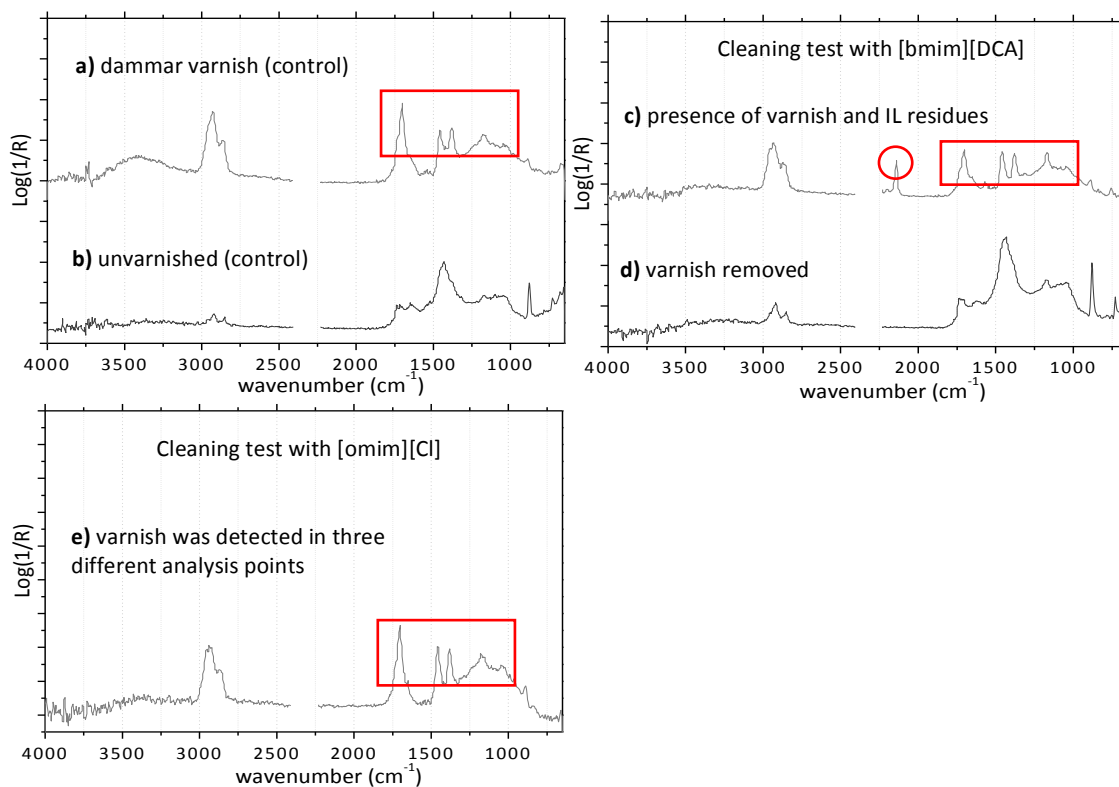 a) dammar varnish (control)
b) unvarnished (control)
Log(1/R)
4000 3500 3000 2500 2000 1500 1000
wavenumber (cm-1)
Cleaning test with [bmim][DCA]
c) presence of varnish and IL residues
d) varnish removed
Log(1/R)
4000 3500 3000 2500 2000 1500 1000
wavenumber (cm-1)
Cleaning test with [omim][Cl]
e) varnish was detected in three
different analysis points
Log(1/R)
4000 3500 3000 2500 2000 1500 1000
wavenumber (cm-1)